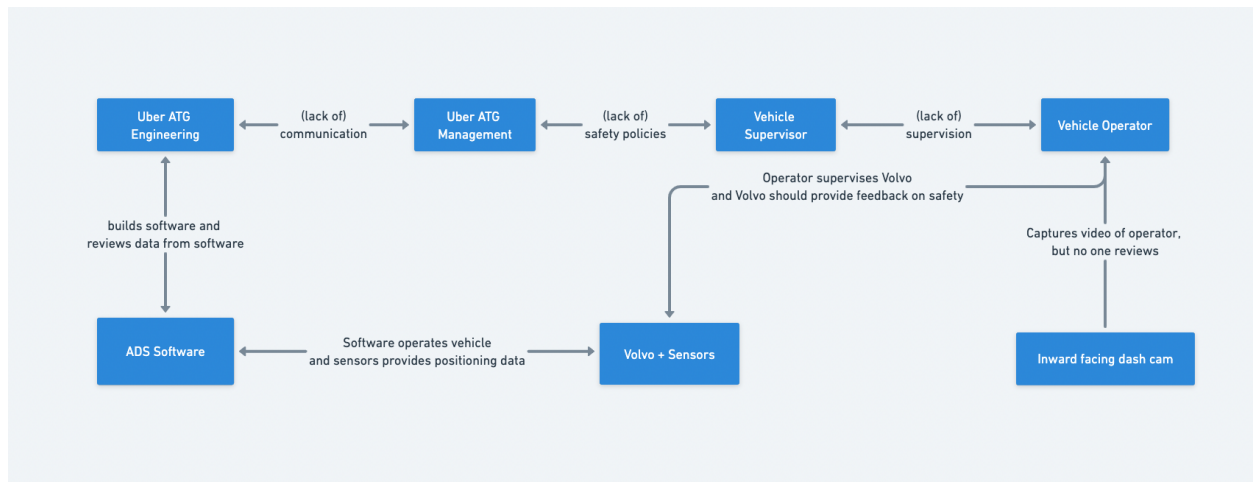 Uber ATG
Engineering
(lack of)
communication
Uber ATG
Management
(lack of)
safety policies
Vehicle
Supervisor
(lack of)
supervision
Vehicle Operator
Operator supervises Volvo
and Volvo should provide feedback on safety
builds software and
reviews data from software
Captures video of operator,
but no one reviews
ADS Software
Software operates vehicle
and sensors provides positioning data
Volvo + Sensors
Inward facing dash cam